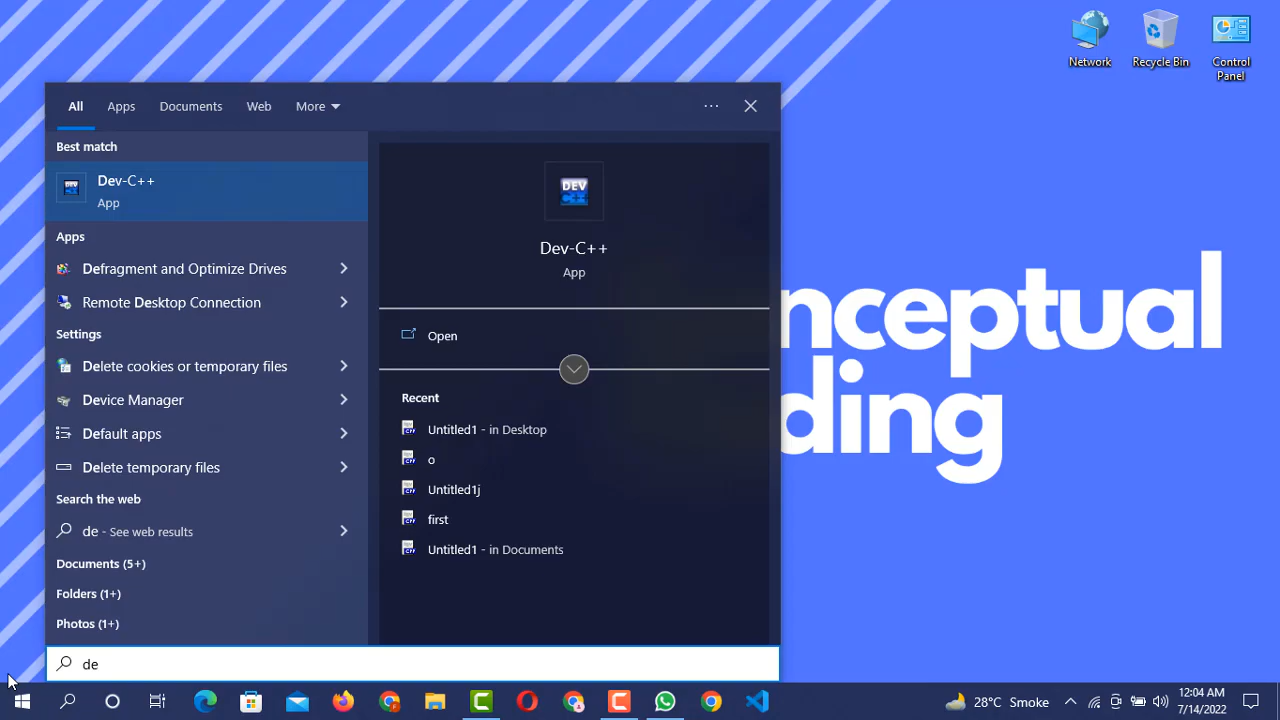 Network
Recycle Bin
Control
Panel
All
Apps
Documents
Web
More
Best match
Dev-C++
App
Apps
Defragment and Optimize Drives
Remote Desktop Connection
Settings
Delete cookies or temporary files
Device Manager
Default apps
Delete temporary files
Search the web
de - See web results
Documents (5+)
Folders (1+)
Photos (1+)
de
DEV
C++
Dev-C++
App
Open
Recent
Untitled1 - in Desktop
o
Untitled1j
first
Untitled1 - in Documents
nceptual
ding
28°C Smoke
12:04 AM
7/14/2022